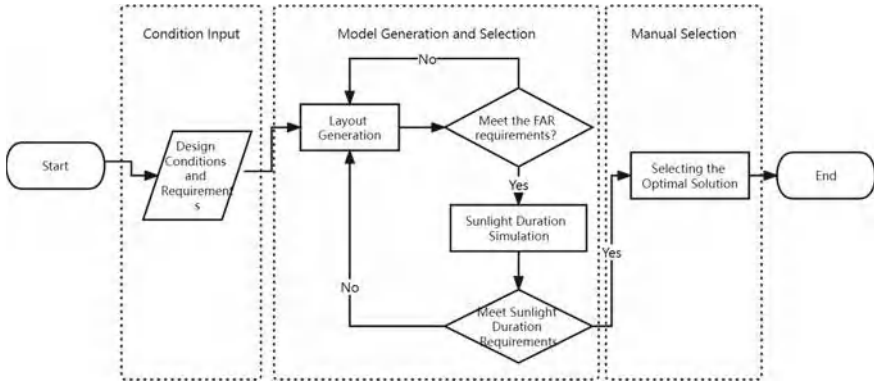 Condition Input
Model Generation and Selection
Manual Selection
No
Start
Design
Conditions
and
Requirement
s
Layout
Generation
Meet the FAR
requirements?
Selecting the
Optimal Solution
End
Yes
Sunlight Duration
Simulation
Yes
No
Meet Sunlight
Duration
Requirements